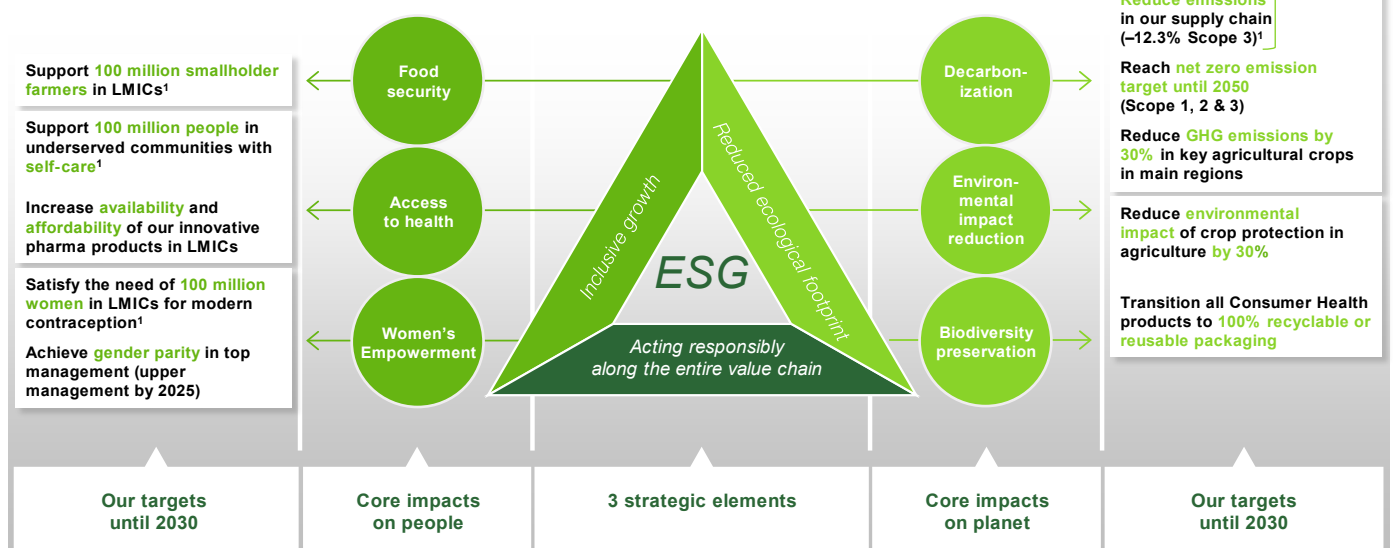 Support 100 million smallholder
farmers in LMICs¹
Support 100 million people in
underserved communities with
self-care¹
Increase availability and
affordability of our innovative
pharma products in LMICs
Satisfy the need of 100 million
women in LMICs for modern
contraception¹
Achieve gender parity in top
management (upper
management by 2025)
Food
security
Access
to health
Women's
Empowerment
Inclusive growth
Reduced ecological footprint
ESG
Acting responsibly
along the entire value chain
Decarbon-
ization
Environ-
mental
impact
reduction
Biodiversity
preservation
Reduce emissions
in our supply chain
(–12.3% Scope 3)¹
Reach net zero emission
target until 2050
(Scope 1, 2 & 3)
Reduce GHG emissions by
30% in key agricultural crops
in main regions
Reduce environmental
impact of crop protection in
agriculture by 30%
Transition all Consumer Health
products to 100% recyclable or
reusable packaging
Our targets
until 2030
Core impacts
on people
3 strategic elements
Core impacts
on planet
Our targets
until 2030